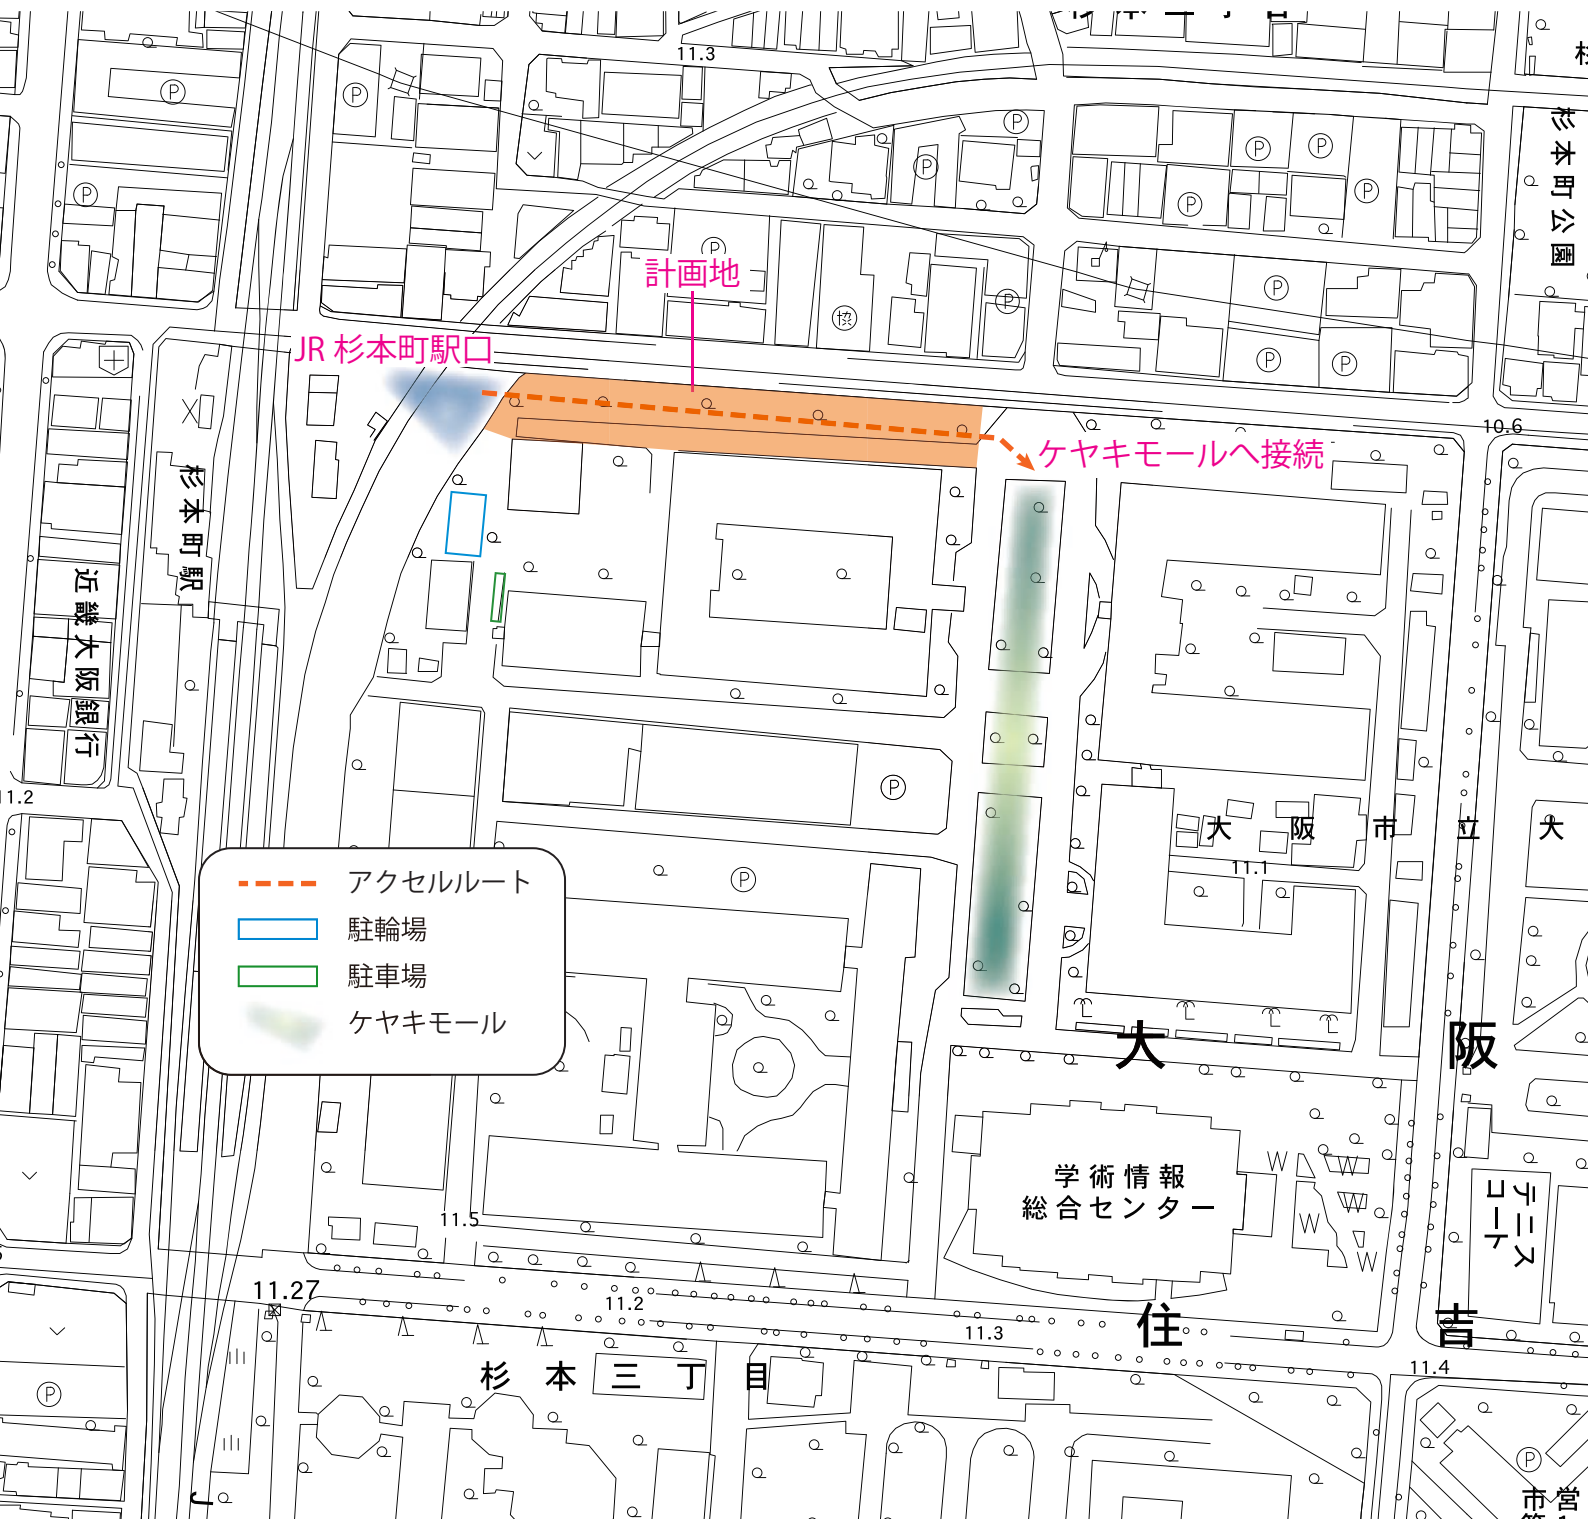 11.3
杉本町公園
計画地
協
JR 杉本町駅口
10.6
ケヤキモールへ接続
杉本町駅
近畿大阪銀行
11.2
大阪市立大
11.1
アクセルルート
駐輪場
駐車場
ケヤキモール
大阪
学術情報
総合センター
テニス
コート
11.5
11.27
11.2
11.3
住吉
11.4
杉本三丁目
J
市営
P